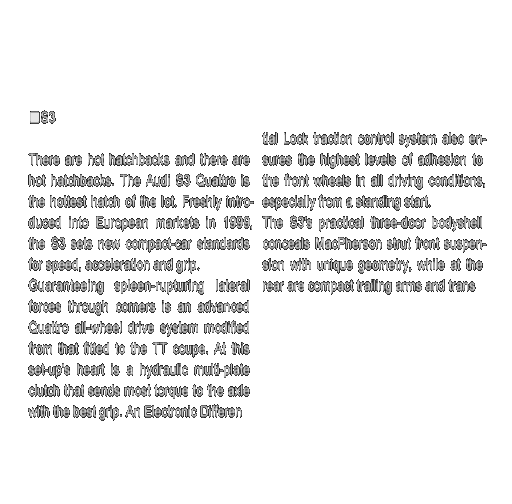 S3
There are hot hatchbacks and there are
hot hatchbacks. The Audi S3 Quattro is
the hottest hatch of the lot. Freshly intro-
duced into European markets in 1999,
the S3 sets new compact-car standards
for speed, acceleration and grip.
Guaranteeing spleen-rupturing lateral
forces through corners is an advanced
Quattro all-wheel drive system modified
from that fitted to the TT coupe. At this
set-up's heart is a hydraulic multi-plate
clutch that sends most torque to the axle
with the best grip. An Electronic Differen
tial Lock traction control system also en-
sures the highest levels of adhesion to
the front wheels in all driving conditions,
especially from a standing start.
The S3's practical three-door bodyshell
conceals MacPherson strut front suspen-
sion with unique geometry, while at the
rear are compact trailing arms and trans